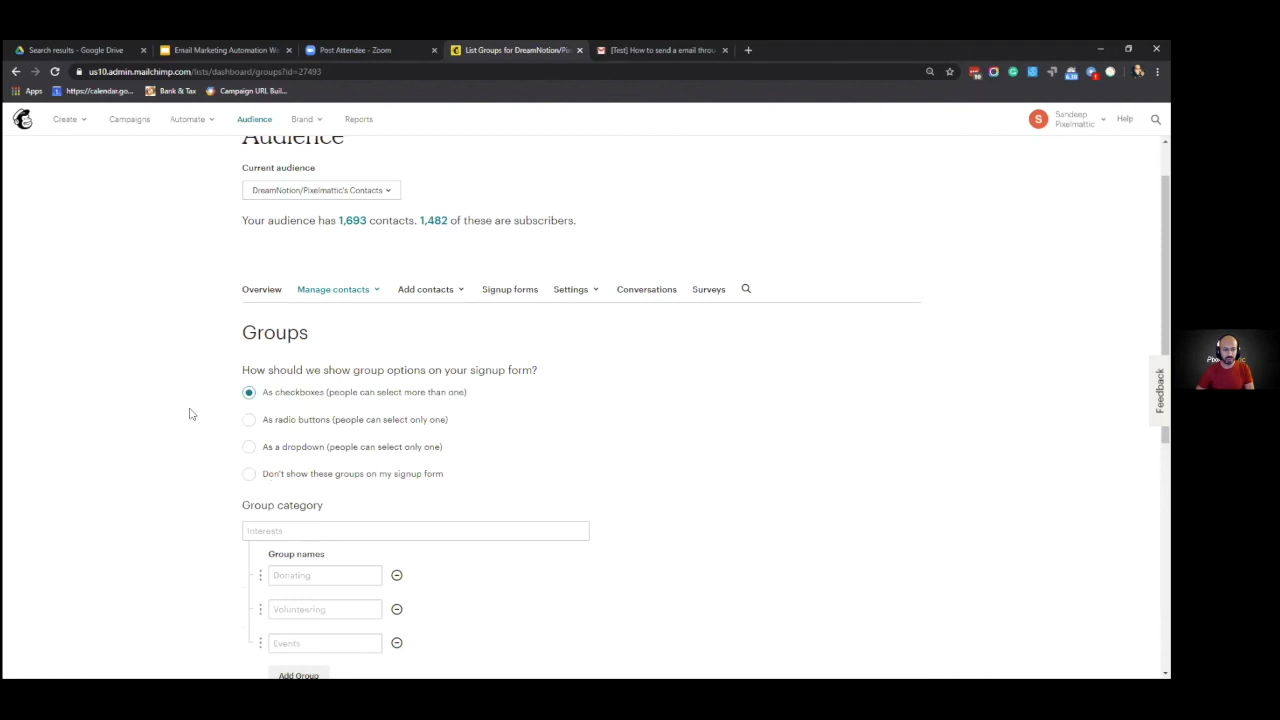 Search results - Google Drive
Email Marketing Automation We
Post Attendee - Zoom
List Groups for DreamNotion/Pix
[Test] How to send a email throu
us10.admin.mailchimp.com/lists/dashboard/groups?id=27493
Apps
https://calendar.go...
Bank & Tax
Campaign URL Buil...
Create
Campaigns
Automate
Audience
Brand
Reports
S
Sandeep
Pixelmattic
Help
Audience
Current audience
DreamNotion/Pixelmattic's Contacts
Your audience has 1,693 contacts. 1,482 of these are subscribers.
Overview
Manage contacts
Add contacts
Signup forms
Settings
Conversations
Surveys
Groups
How should we show group options on your signup form?
As checkboxes (people can select more than one)
As radio buttons (people can select only one)
As a dropdown (people can select only one)
Don't show these groups on my signup form
Group category
Interests
Group names
Donating
Volunteering
Events
Add Group
Feedback